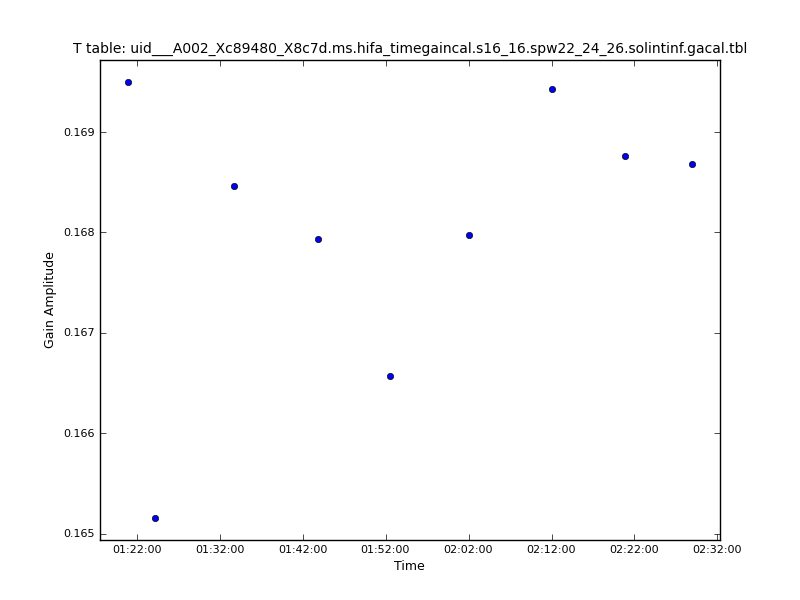 T table: uid___A002_Xc89480_X8c7d.ms.hifa_timegaincal.s16_16.spw22_24_26.solintinf.gacal.tbl
0.169
0.168
0.167
0.166
0.165
Gain Amplitude
01:22:00 01:32:00 01:42:00 01:52:00 02:02:00 02:12:00 02:22:00 02:32:00
Time